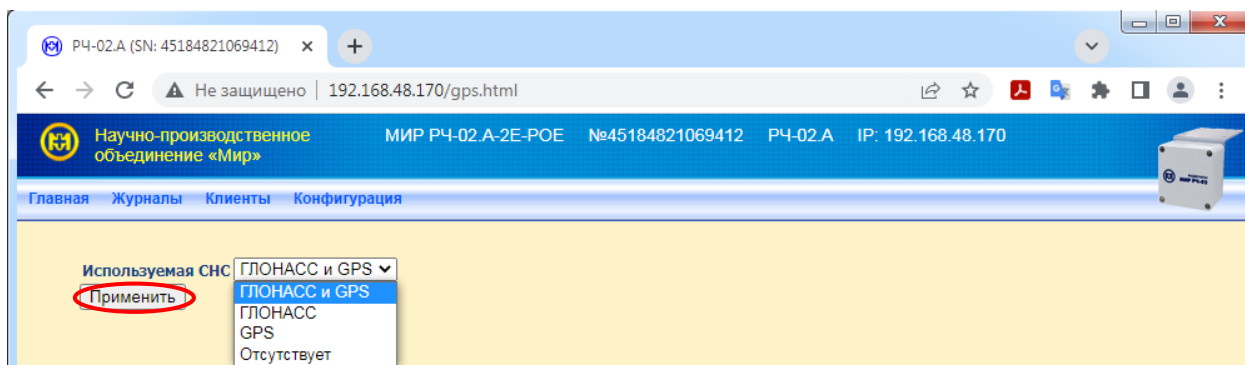 РЧ-02.А (SN: 45184821069412)
Не защищено | 192.168.48.170/gps.html
Научно-производственное объединение «Мир»
МИР РЧ-02.А-2Е-РОЕ №45184821069412 РЧ-02.А IP: 192.168.48.170
Главная Журналы Клиенты Конфигурация
Используемая СНС ГЛОНАСС и GPS
Применить
ГЛОНАСС и GPS
ГЛОНАСС
GPS
Отсутствует